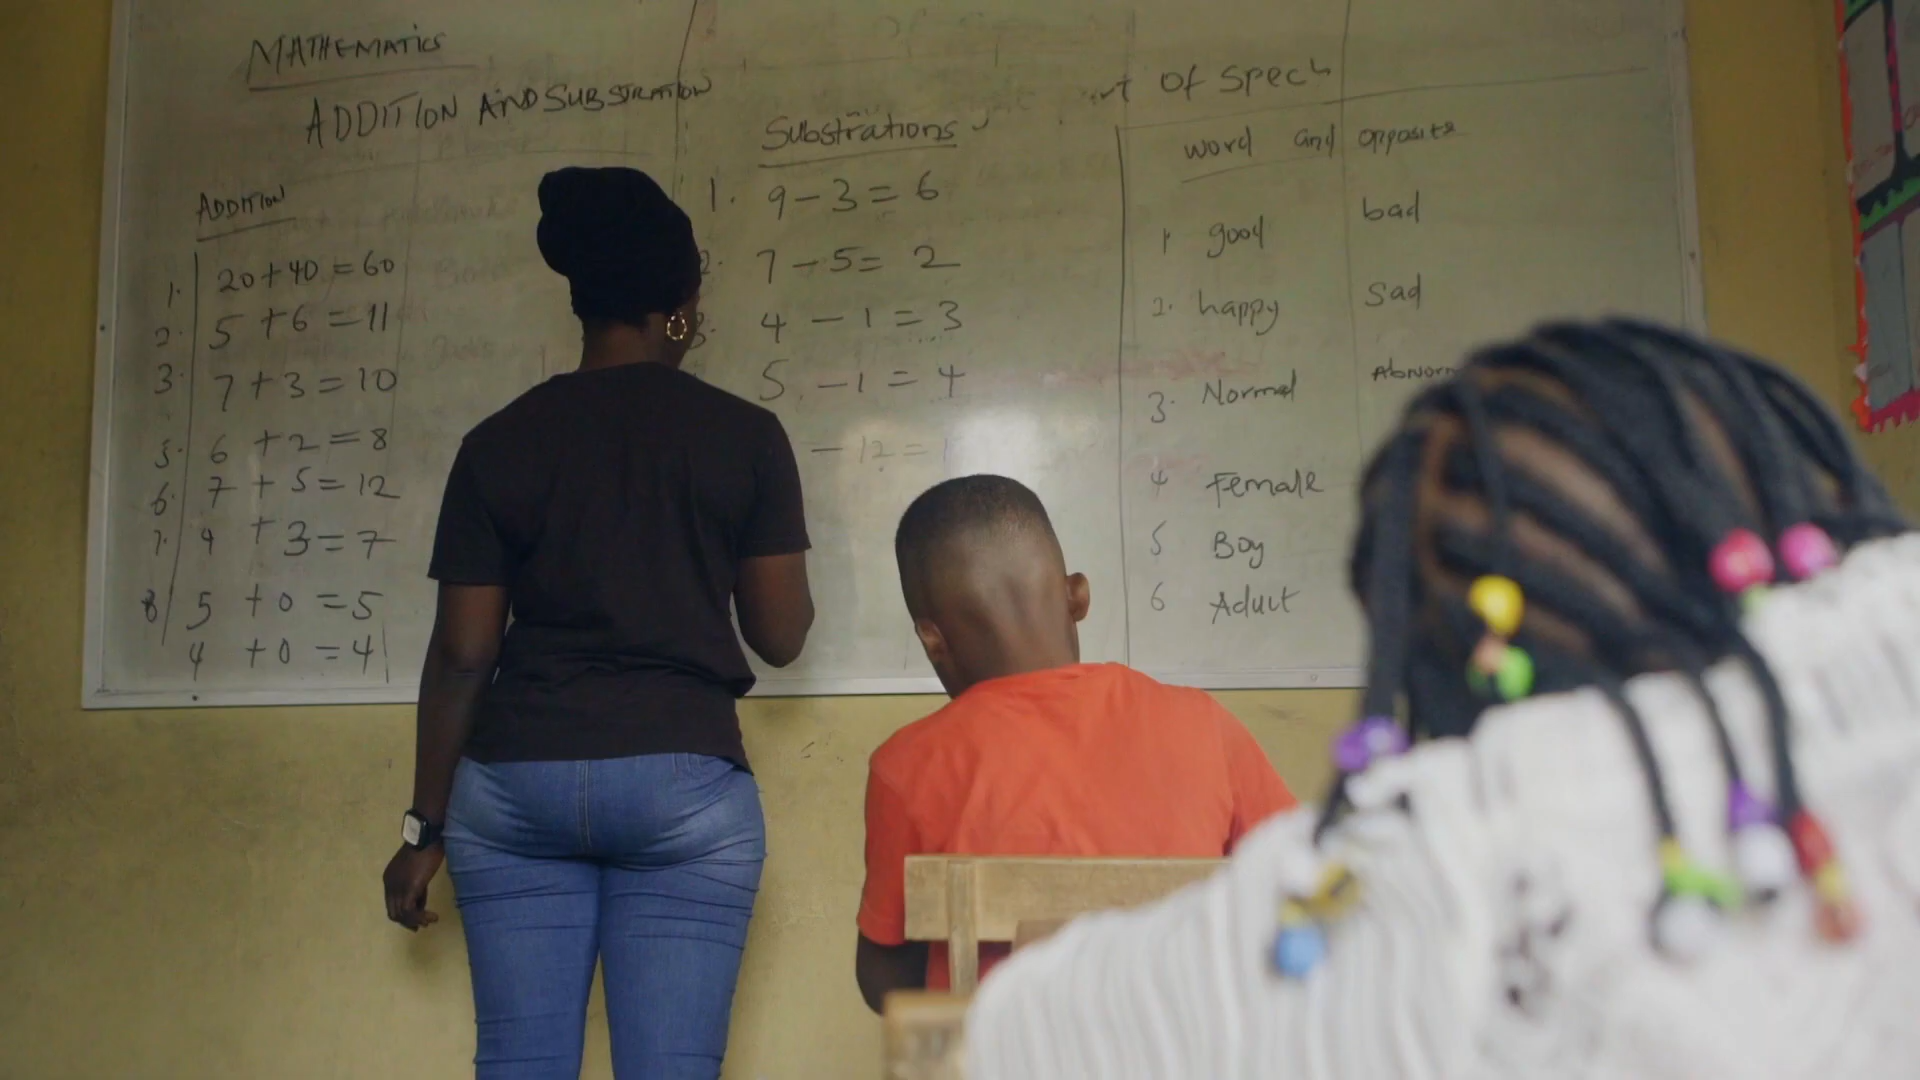 MATHEMATICS
ADDITION AND SUBSTRATION
ADDITION
1. 20+40=60
2. 5+6=11
3. 7+3=10
5. 6+2=8
6. 7+5=12
7. 4+3=7
8 5+0=5
4+0=4
Substrations
1. 9-3=6
2. 7-5=2
3. 4-1=3
5-1=4
-12=
Of Spech
word and opposite
1 good bad
2. happy Sad
3. Normal
4 Female
5 Boy
6 Adult